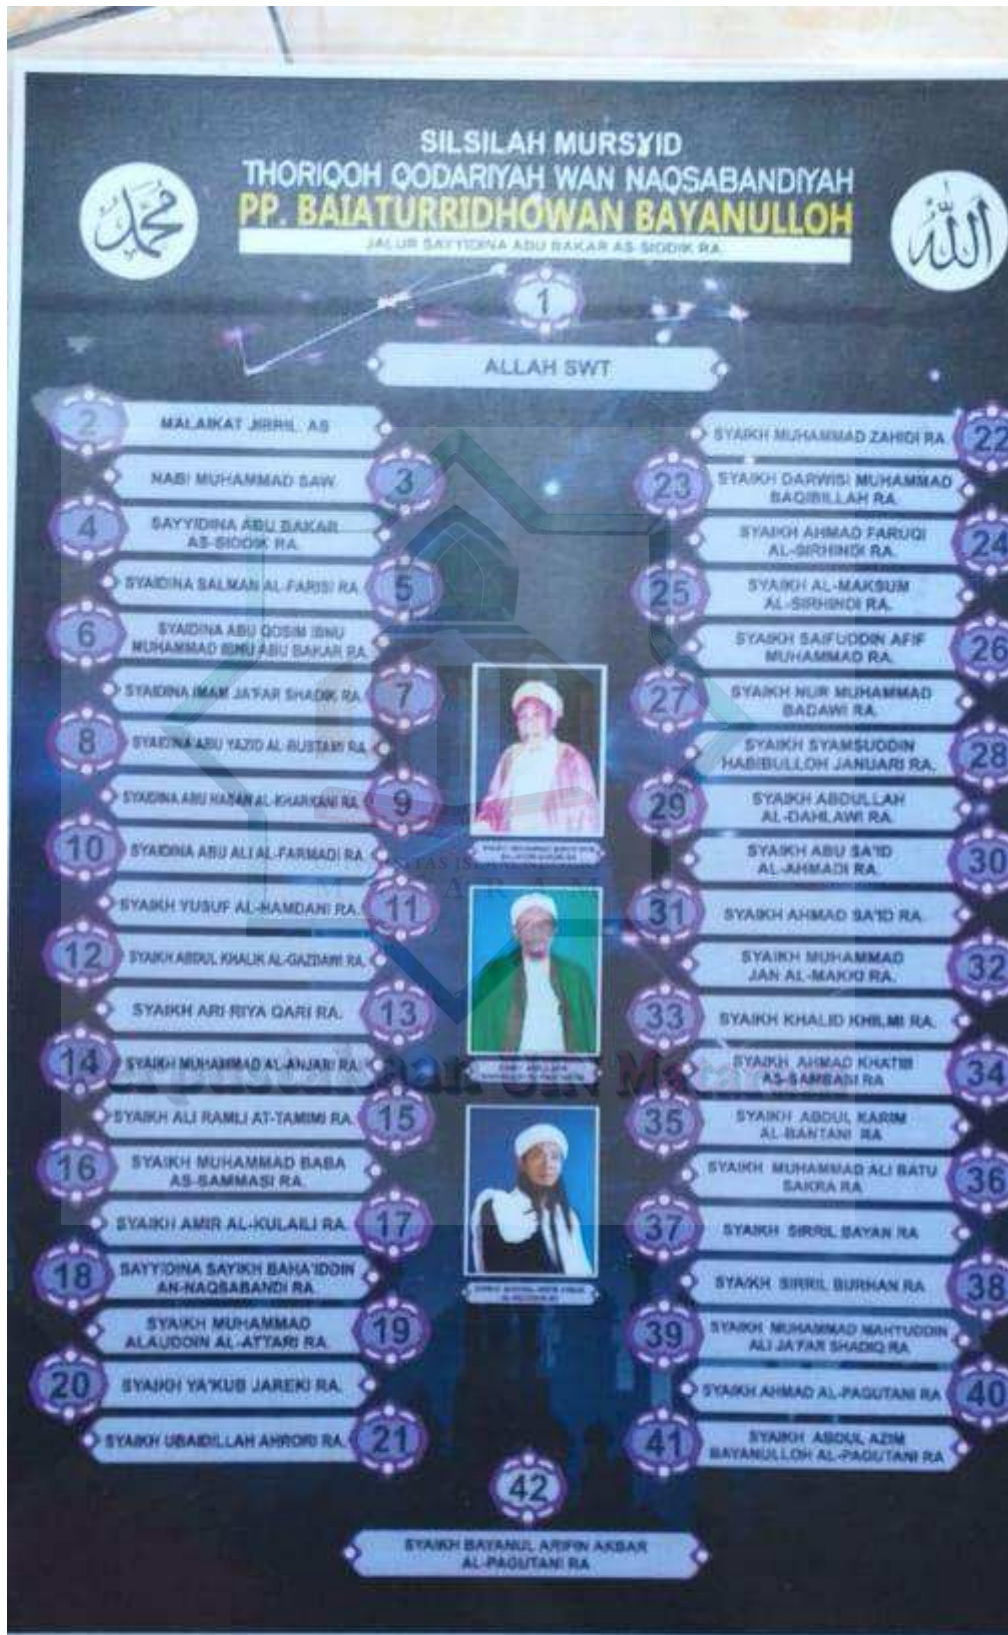 SILSILAH MURSYID
THORIQOH QODARIYAH WAN NAQSABANDIYAH
PP. BAIATURRIDHOWAN BAYANULLOH
JALUR SAYYIDINA ABU BAKAR AS-SIDDIK RA
محمد
الله
1
ALLAH SWT
2
MALAIKAT JIRRIL AS
NABI MUHAMMAD SAW.
3
4
SAYYIDINA ABU BAKAR
AS-SIDDIK RA.
SYAIDINA SALMAN AL-FARISI RA.
5
6
SYAIDINA ABU QOSIM IBNU
MUHAMMAD IBNU ABU BAKAR RA.
SYAIDINA IMAM JA'FAR SHADIK RA.
7
8
SYAIDINA ABU YAZID AL-BUSTAMI RA.
SYAIDINA ABU HASAN AL-KHARKANI RA.
9
10
SYAIDINA ABU ALI AL-FARMADI RA.
SYAIKH YUSUF AL-HAMDANI RA.
11
12
SYAIKH ABDUL KHALIK AL-GAZDAWI RA.
SYAIKH ARI RIYA QARI RA.
13
14
SYAIKH MUHAMMAD AL-ANJARI RA.
SYAIKH ALI RAMLI AT-TAMIMI RA.
15
16
SYAIKH MUHAMMAD BABA
AS-SAMMASI RA.
SYAIKH AMIR AL-KULAILI RA.
17
18
SAYYIDINA SAYIKH BAHA'IDDIN
AN-NAQSABANDI RA.
SYAIKH MUHAMMAD
ALAUDDIN AL-ATTARI RA.
19
20
SYAIKH YA'KUB JAREKI RA.
SYAIKH UBAIDILLAH AHRORI RA.
21
SYAIKH MUHAMMAD ZAHIDI RA.
22
23
SYAIKH DARWISI MUHAMMAD
BAQIBILLAH RA.
SYAIKH AHMAD FARUQI
AL-SIRHINDI RA.
24
25
SYAIKH AL-MAKSUM
AL-SIRHINDI RA.
SYAIKH SAIFUDDIN AFIF
MUHAMMAD RA.
26
27
SYAIKH NUR MUHAMMAD
BADAWI RA
SYAIKH SYAMSUDDIN
HABIBULLOH JANUARI RA.
28
29
SYAIKH ABDULLAH
AL-DAHLAWI RA.
SYAIKH ABU SA'ID
AL-AHMADI RA.
30
31
SYAIKH AHMAD SA'ID RA.
SYAIKH MUHAMMAD
JAN AL-MAKKI RA.
32
33
SYAIKH KHALID KHILMI RA.
SYAIKH AHMAD KHATIB
AS-SAMBASI RA
34
35
SYAIKH ABDUL KARIM
AL-BANTANI RA
SYAIKH MUHAMMAD ALI BATU
SAKRA RA
36
37
SYAIKH SIRRIL BAYAN RA
SYAIKH SIRRIL BURHAN RA
38
39
SYAIKH MUHAMMAD MAHYUDDIN
ALI JA'FAR SHADIQ RA
SYAIKH AHMAD AL-PAGUTANI RA
40
41
SYAIKH ABDUL AZIM
BAYANULLOH AL-PAGUTANI RA
42
SYAIKH BAYANUL ARIFIN AKBAR
AL-PAGUTANI RA